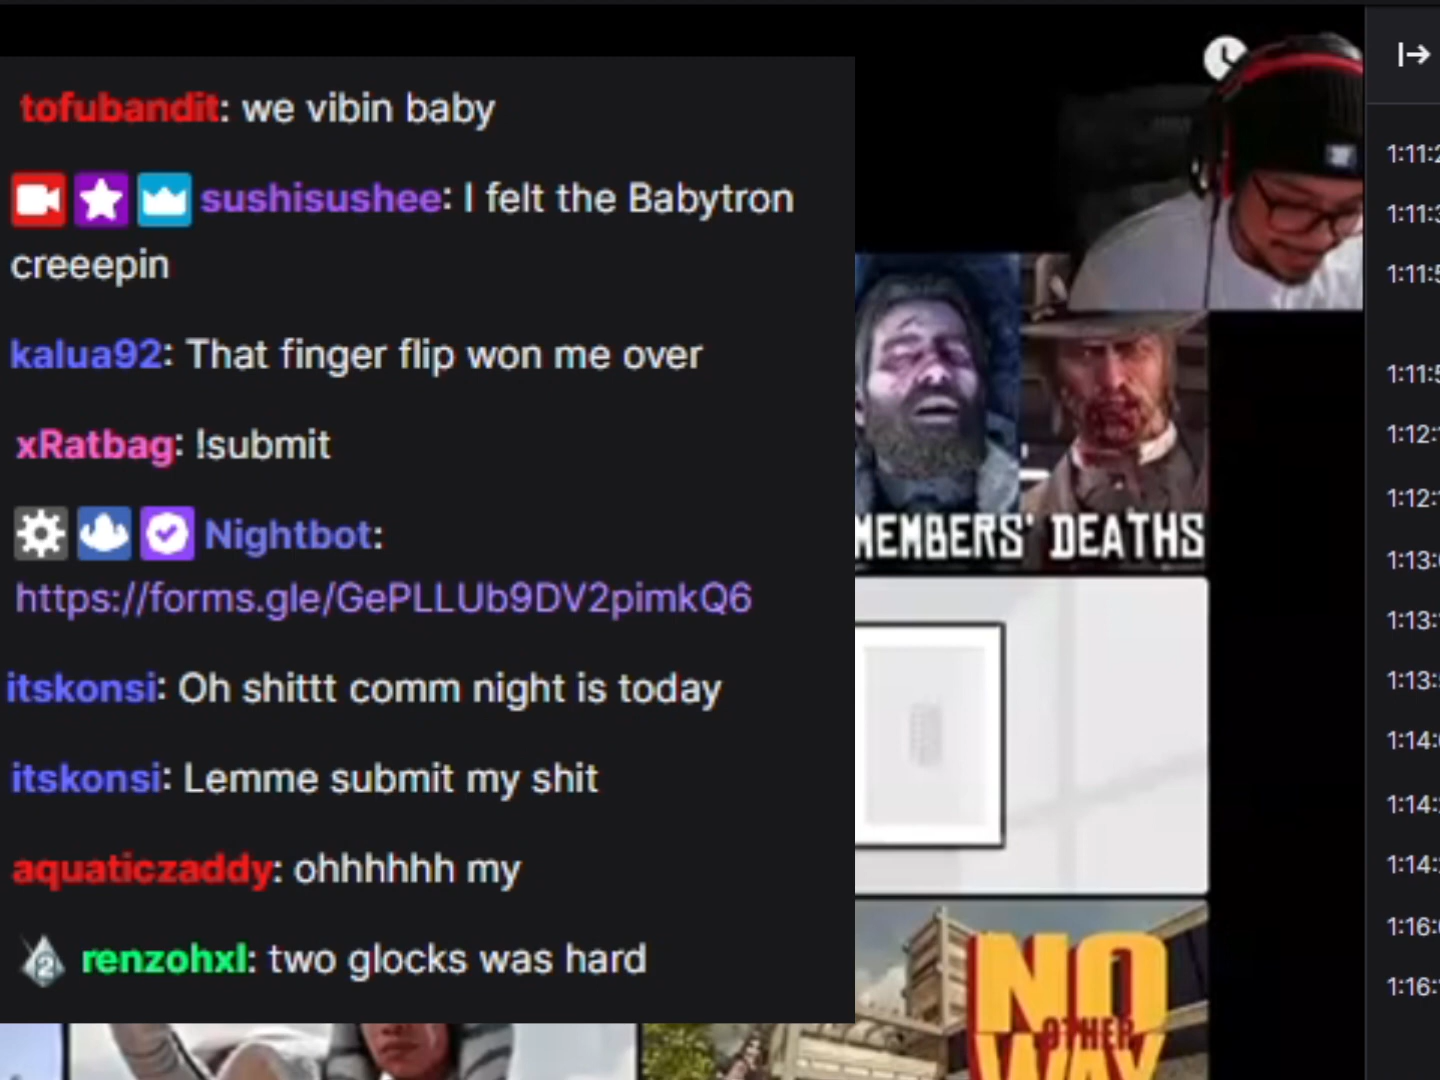 tofubandit: we vibin baby
sushisushee: I felt the Babytron
creeepin
kalua92: That finger flip won me over
xRatbag: !submit
Nightbot:
https://forms.gle/GePLLUb9DV2pimkQ6
itskonsi: Oh shittt comm night is today
itskonsi: Lemme submit my shit
aquaticzaddy: ohhhhhh my
2 renzohxl: two glocks was hard
MEMBERS' DEATHS
NO
OTHER
WAY
1:11:2
1:11:3
1:11:5
1:11:5
1:12:
1:12:
1:13:
1:13:
1:13:
1:14:
1:14:
1:14:
1:16:
1:16: